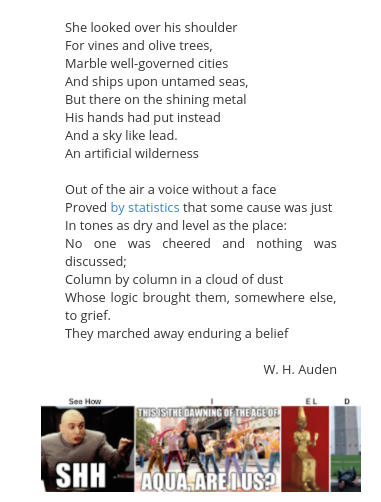 She looked over his shoulder
For vines and olive trees,
Marble well-governed cities
And ships upon untamed seas,
But there on the shining metal
His hands had put instead
And a sky like lead.
An artificial wilderness
Out of the air a voice without a face
Proved by statistics that some cause was just
In tones as dry and level as the place:
No one was cheered and nothing was
discussed;
Column by column in a cloud of dust
Whose logic brought them, somewhere else,
to grief.
They marched away enduring a belief
W. H. Auden
See How I E L D
SHH
THIS IS THE DAWNING OF THE AGE OF
AQUA, ARE I US?